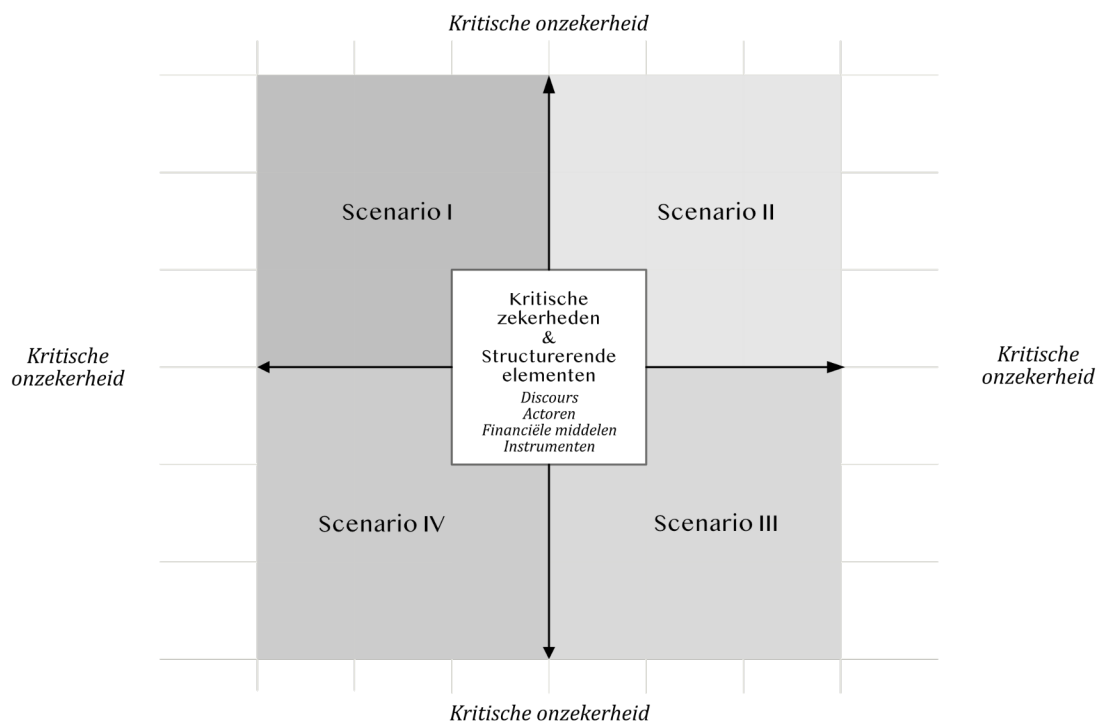 Kritische onzekerheid
Scenario I
Scenario II
Kritische
onzekerheid
Kritische
zekerheden
&
Structurerende
elementen
Discours
Actoren
Financiële middelen
Instrumenten
Kritische
onzekerheid
Scenario IV
Scenario III
Kritische onzekerheid